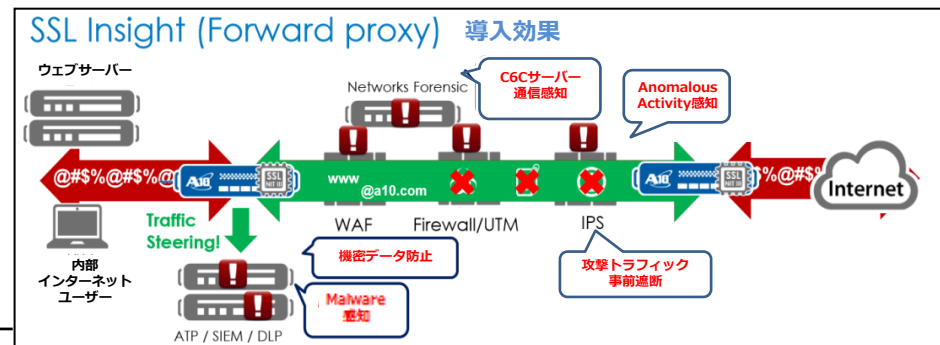 SSL Insight (Forward proxy) 導入効果
ウェブサーバー
Networks Forensic
C6Cサーバー
通信感知
Anomalous
Activity感知
@#$%@#$%@
A10
SSL
www
@a10.com
A10
SSL
%@#$%
Internet
WAF
Firewall/UTM
IPS
Traffic
Steering!
内部
インターネット
ユーザー
機密データ防止
Malware
感知
攻撃トラフィック
事前遮断
ATP / SIEM / DLP